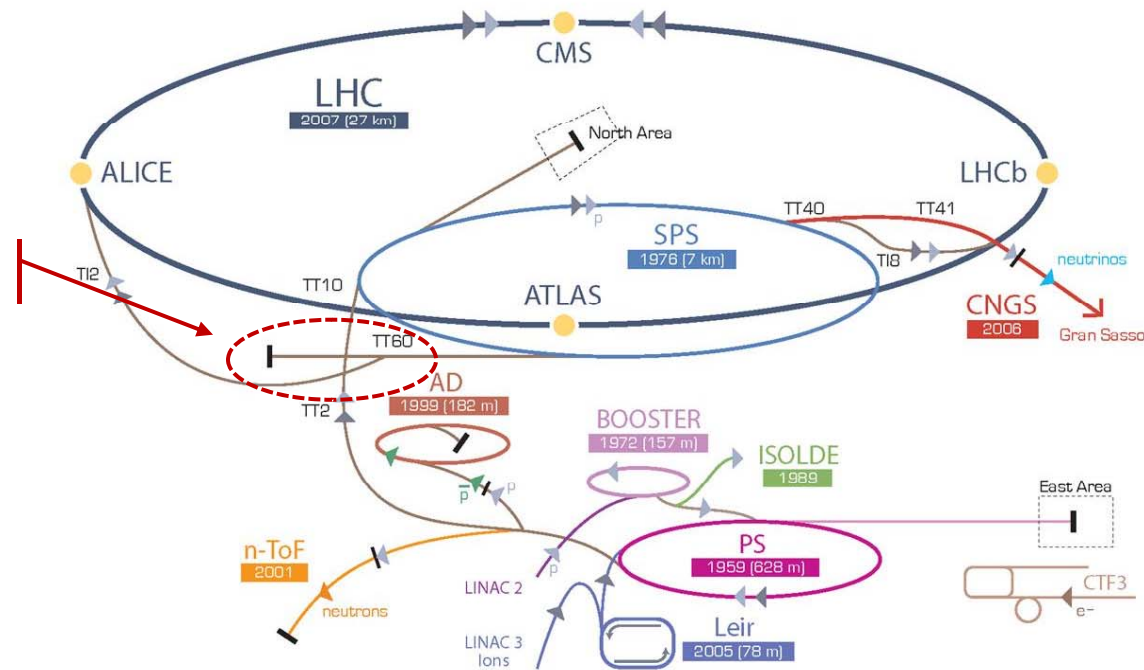 CMS
LHC
2007 (27 km)
North Area
ALICE
LHCb
TT40
TT41
p
SPS
1976 (7 km)
TI8
neutrinos
TI2
TT10
ATLAS
CNGS
2006
Gran Sasso
TT60
AD
1999 (182 m)
TT2
BOOSTER
1972 (157 m)
ISOLDE
1989
East Area
p
p
n-ToF
2001
PS
1959 (628 m)
p
LINAC 2
CTF3
neutrons
e-
Leir
2005 (78 m)
LINAC 3
Ions